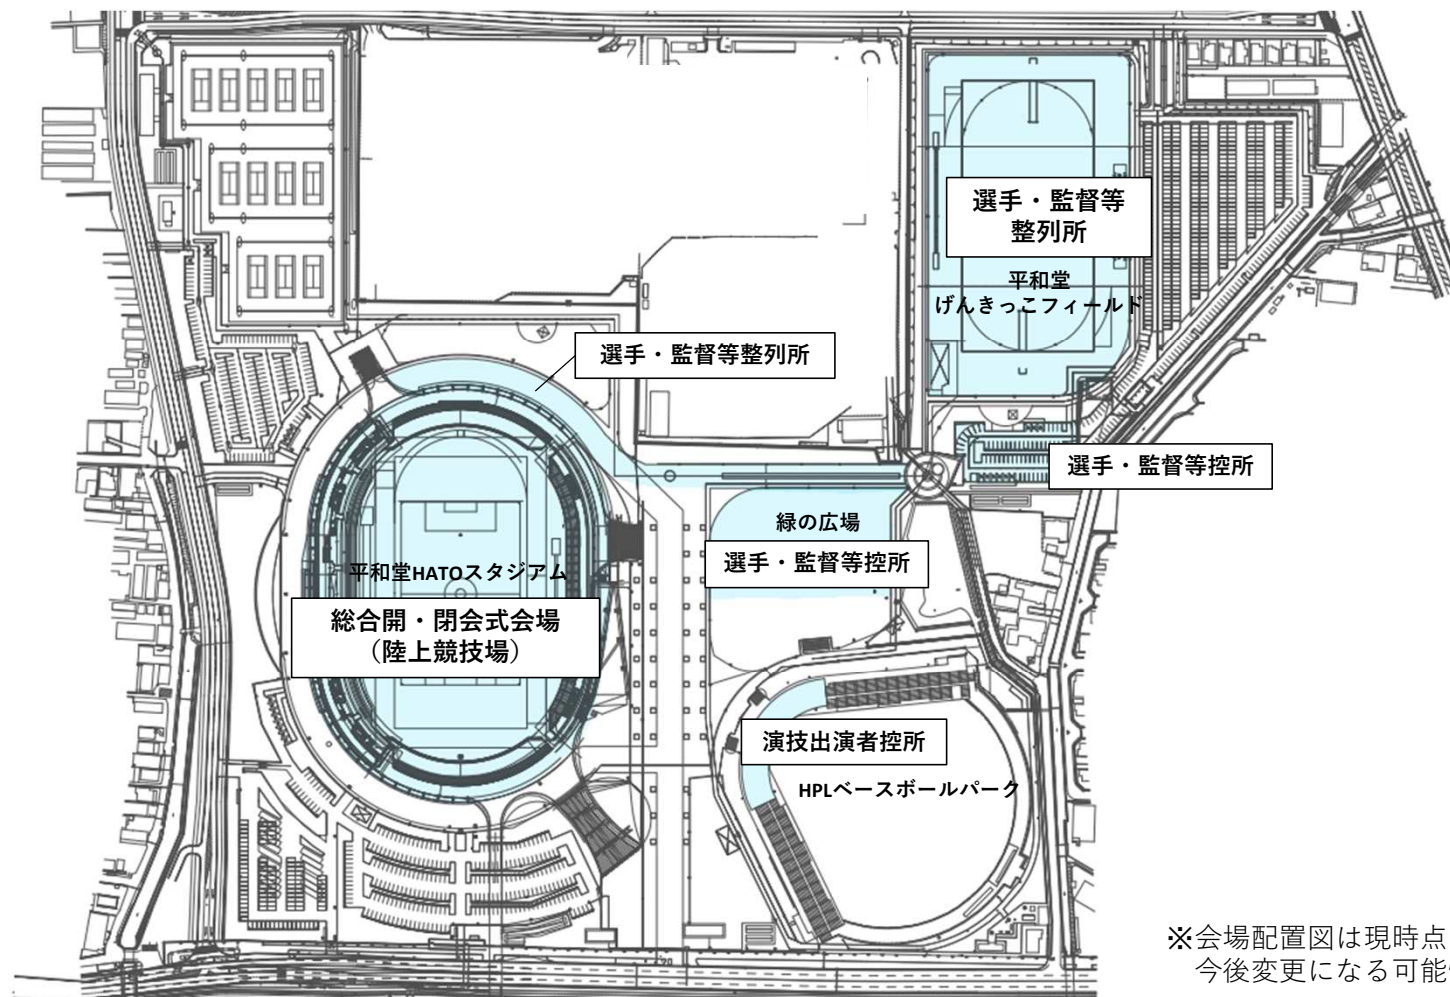 選手・監督等
整列所
平和堂
げんきっこフィールド
選手・監督等整列所
選手・監督等控所
緑の広場
選手・監督等控所
平和堂HATOスタジアム
総合開・閉会式会場
（陸上競技場）
演技出演者控所
HPLベースボールパーク
※会場配置図は現時点
今後変更になる可能